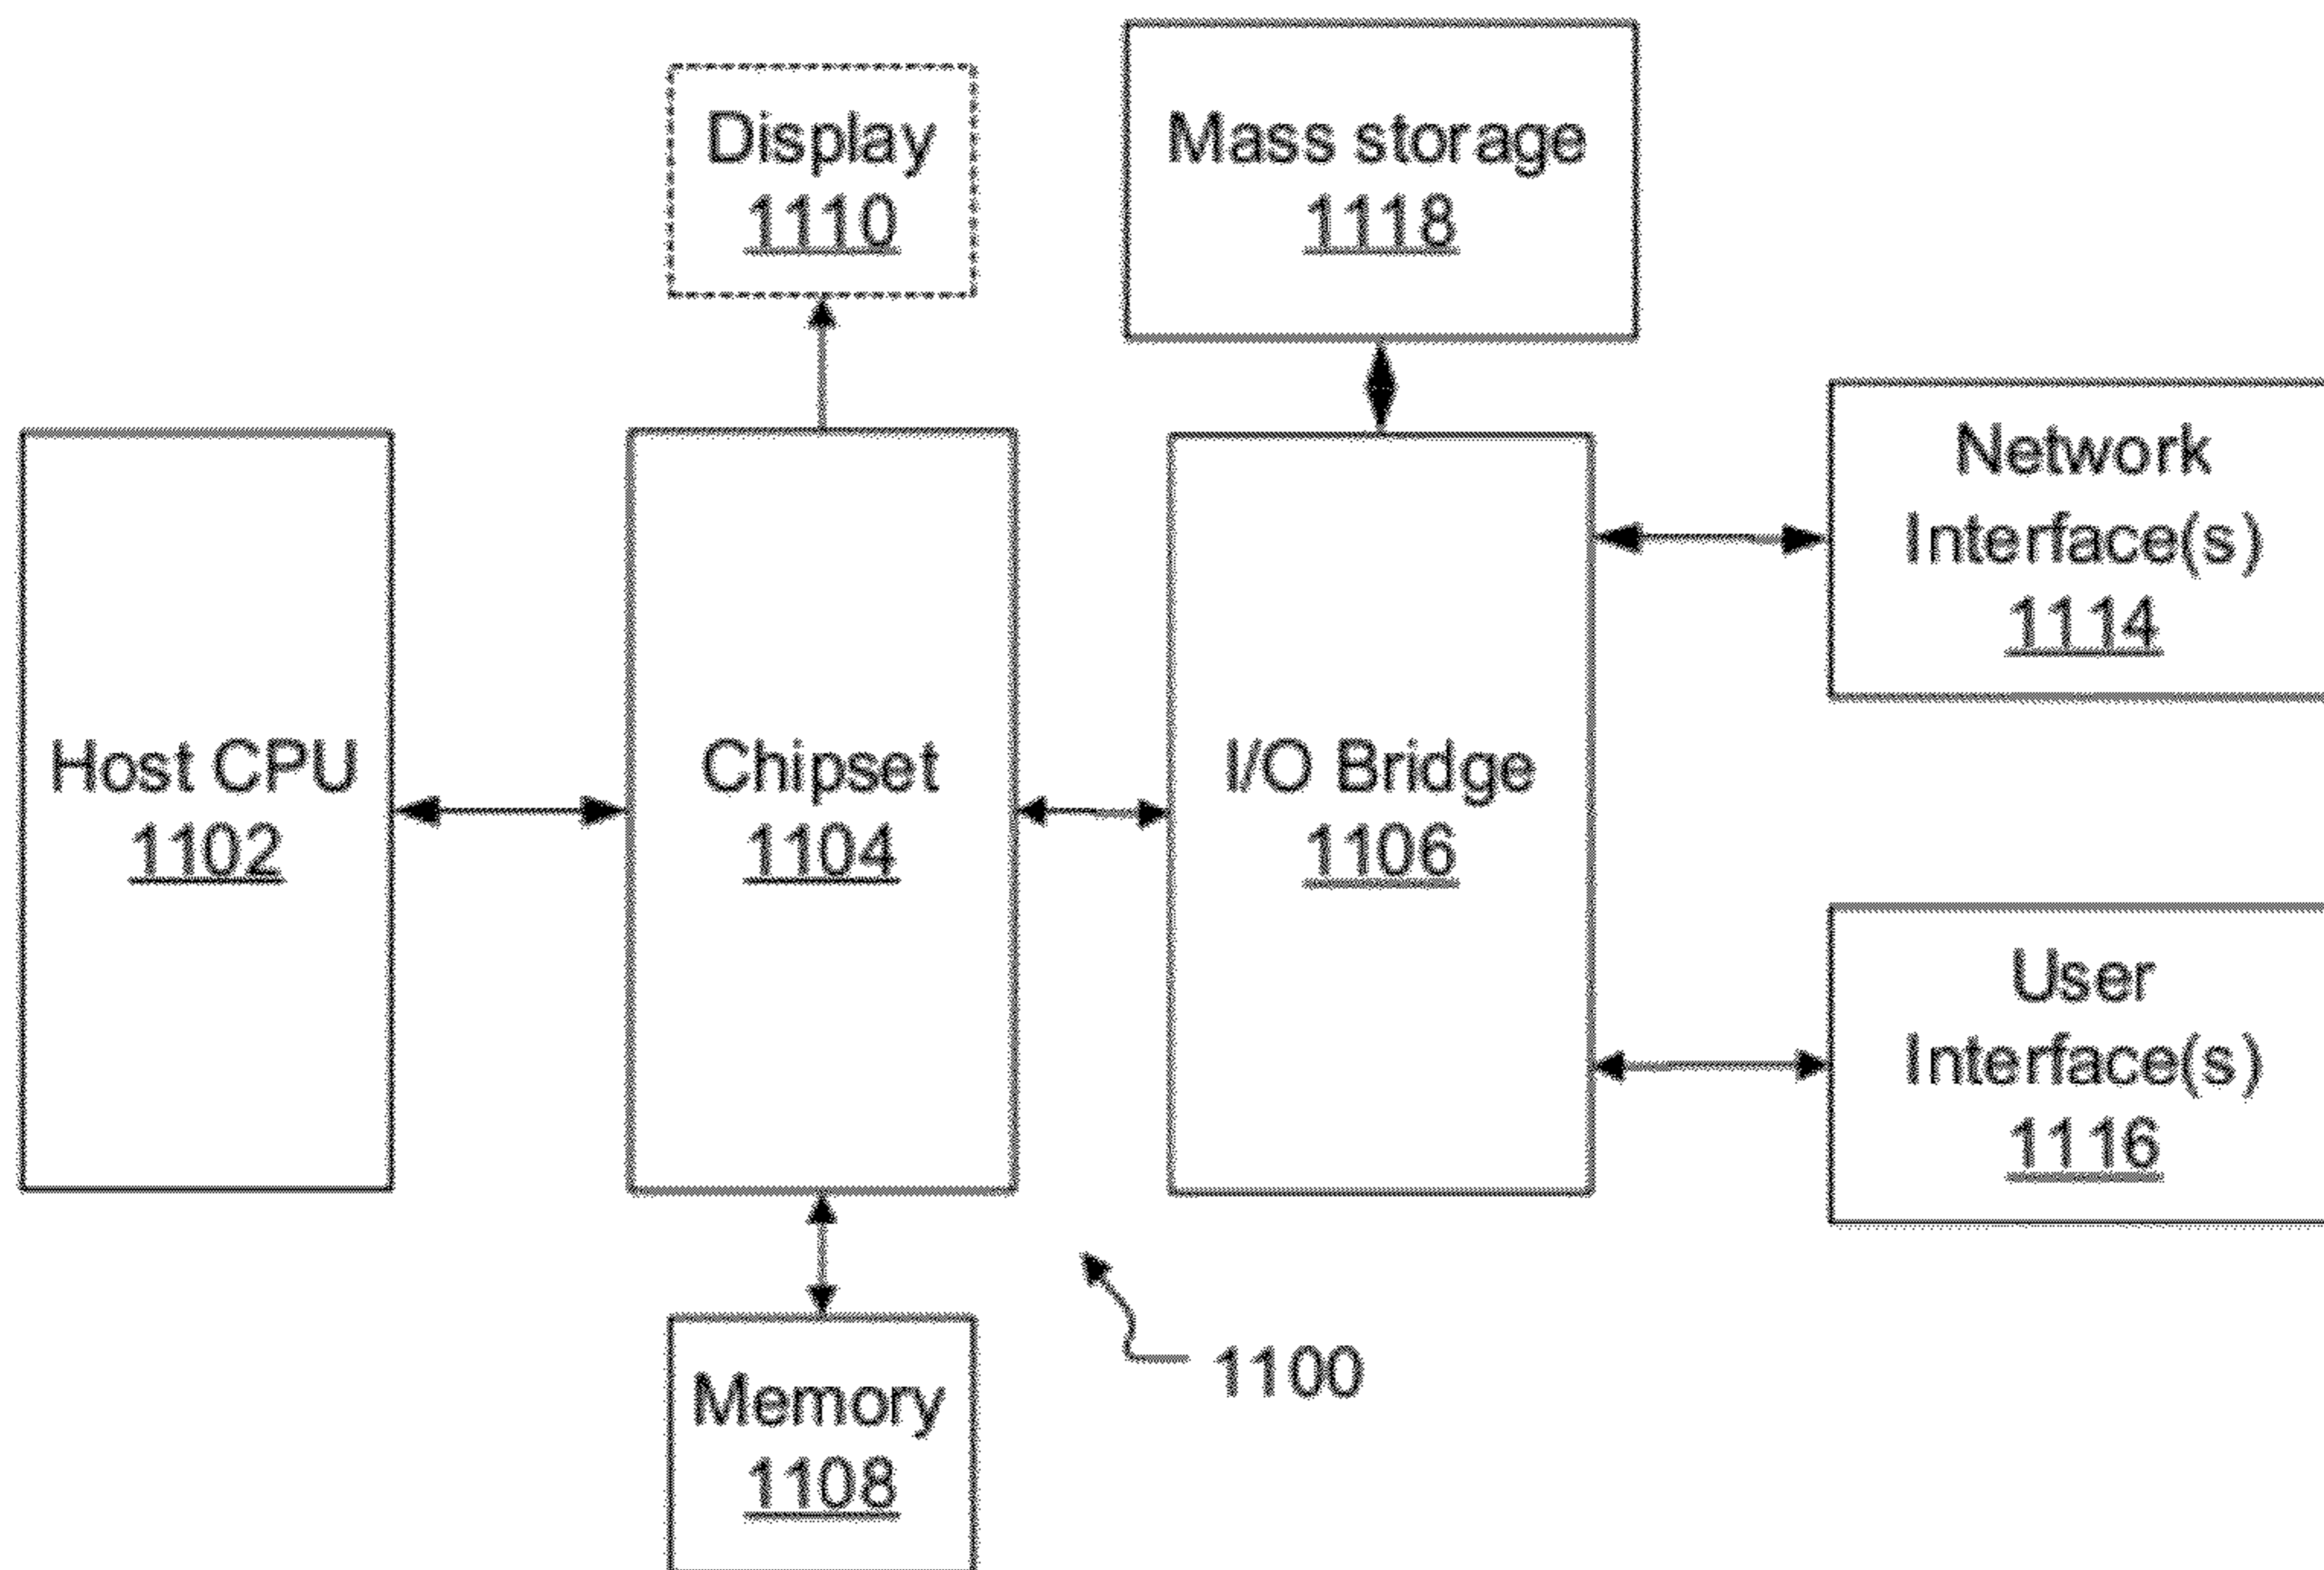 Display
1110
Mass storage
1118
Network
Interface(s)
1114
Host CPU
1102
Chipset
1104
I/O Bridge
1106
User
Interface(s)
1116
Memory
1108
1100